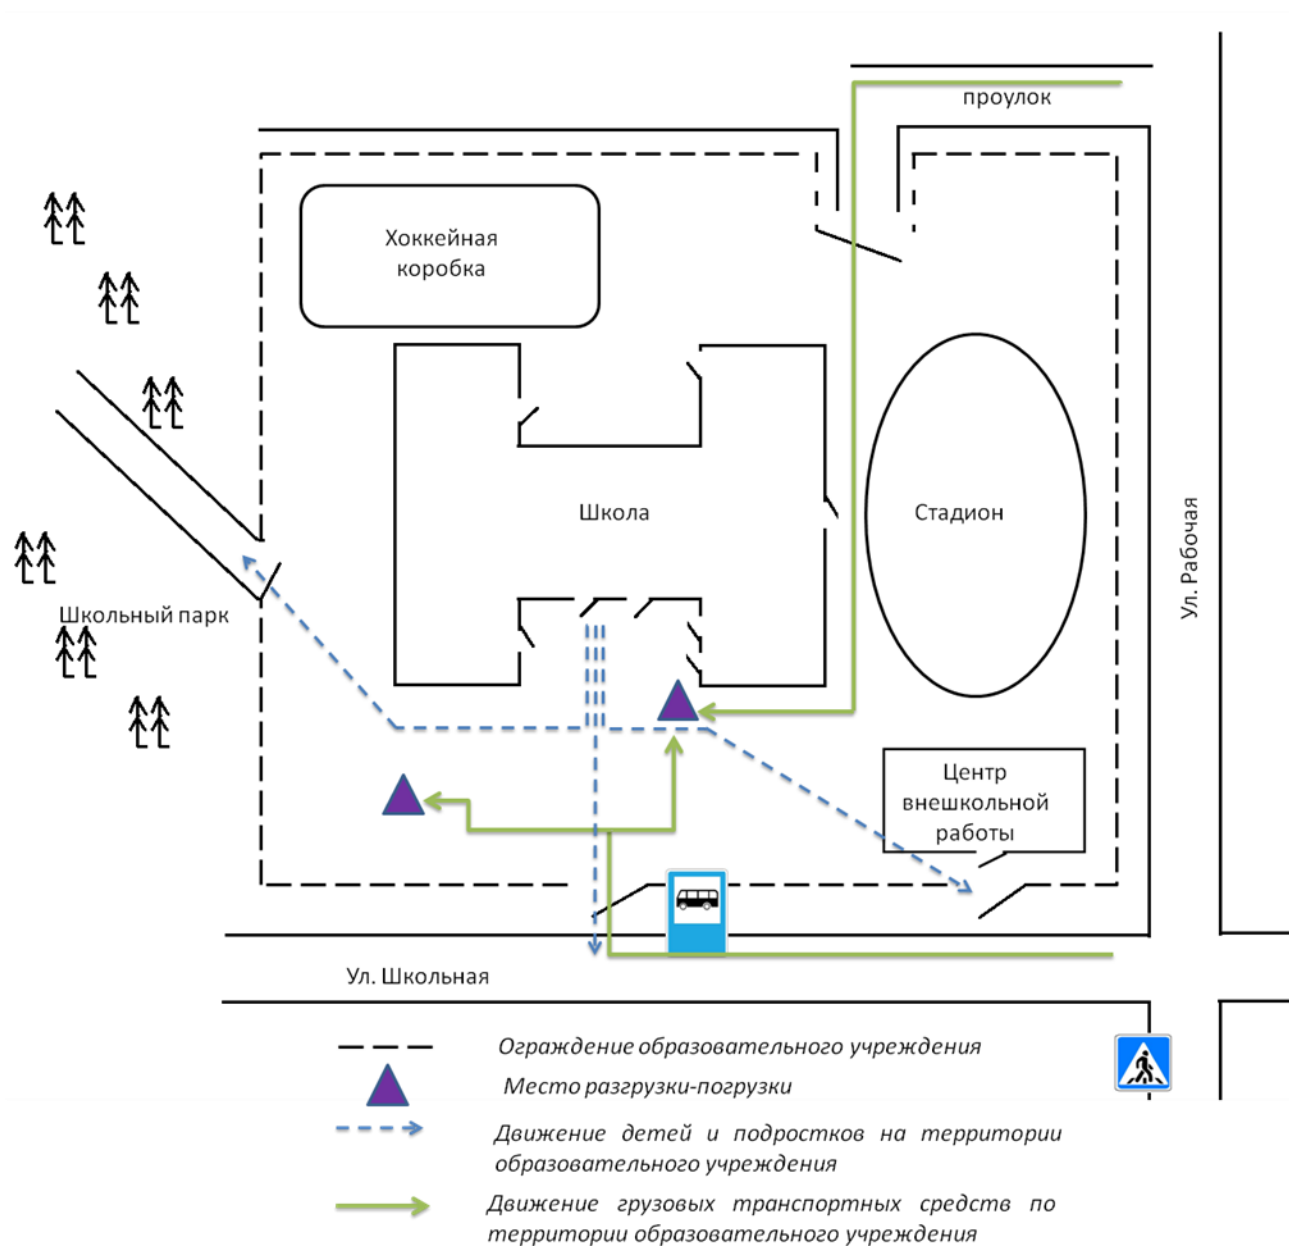 проулок
Хоккейная
коробка
Школа
Стадион
Ул. Рабочая
Школьный парк
Центр
внешкольной
работы
Ул. Школьная
Ограждение образовательного учреждения
Место разгрузки-погрузки
Движение детей и подростков на территории
образовательного учреждения
Движение грузовых транспортных средств по
территории образовательного учреждения